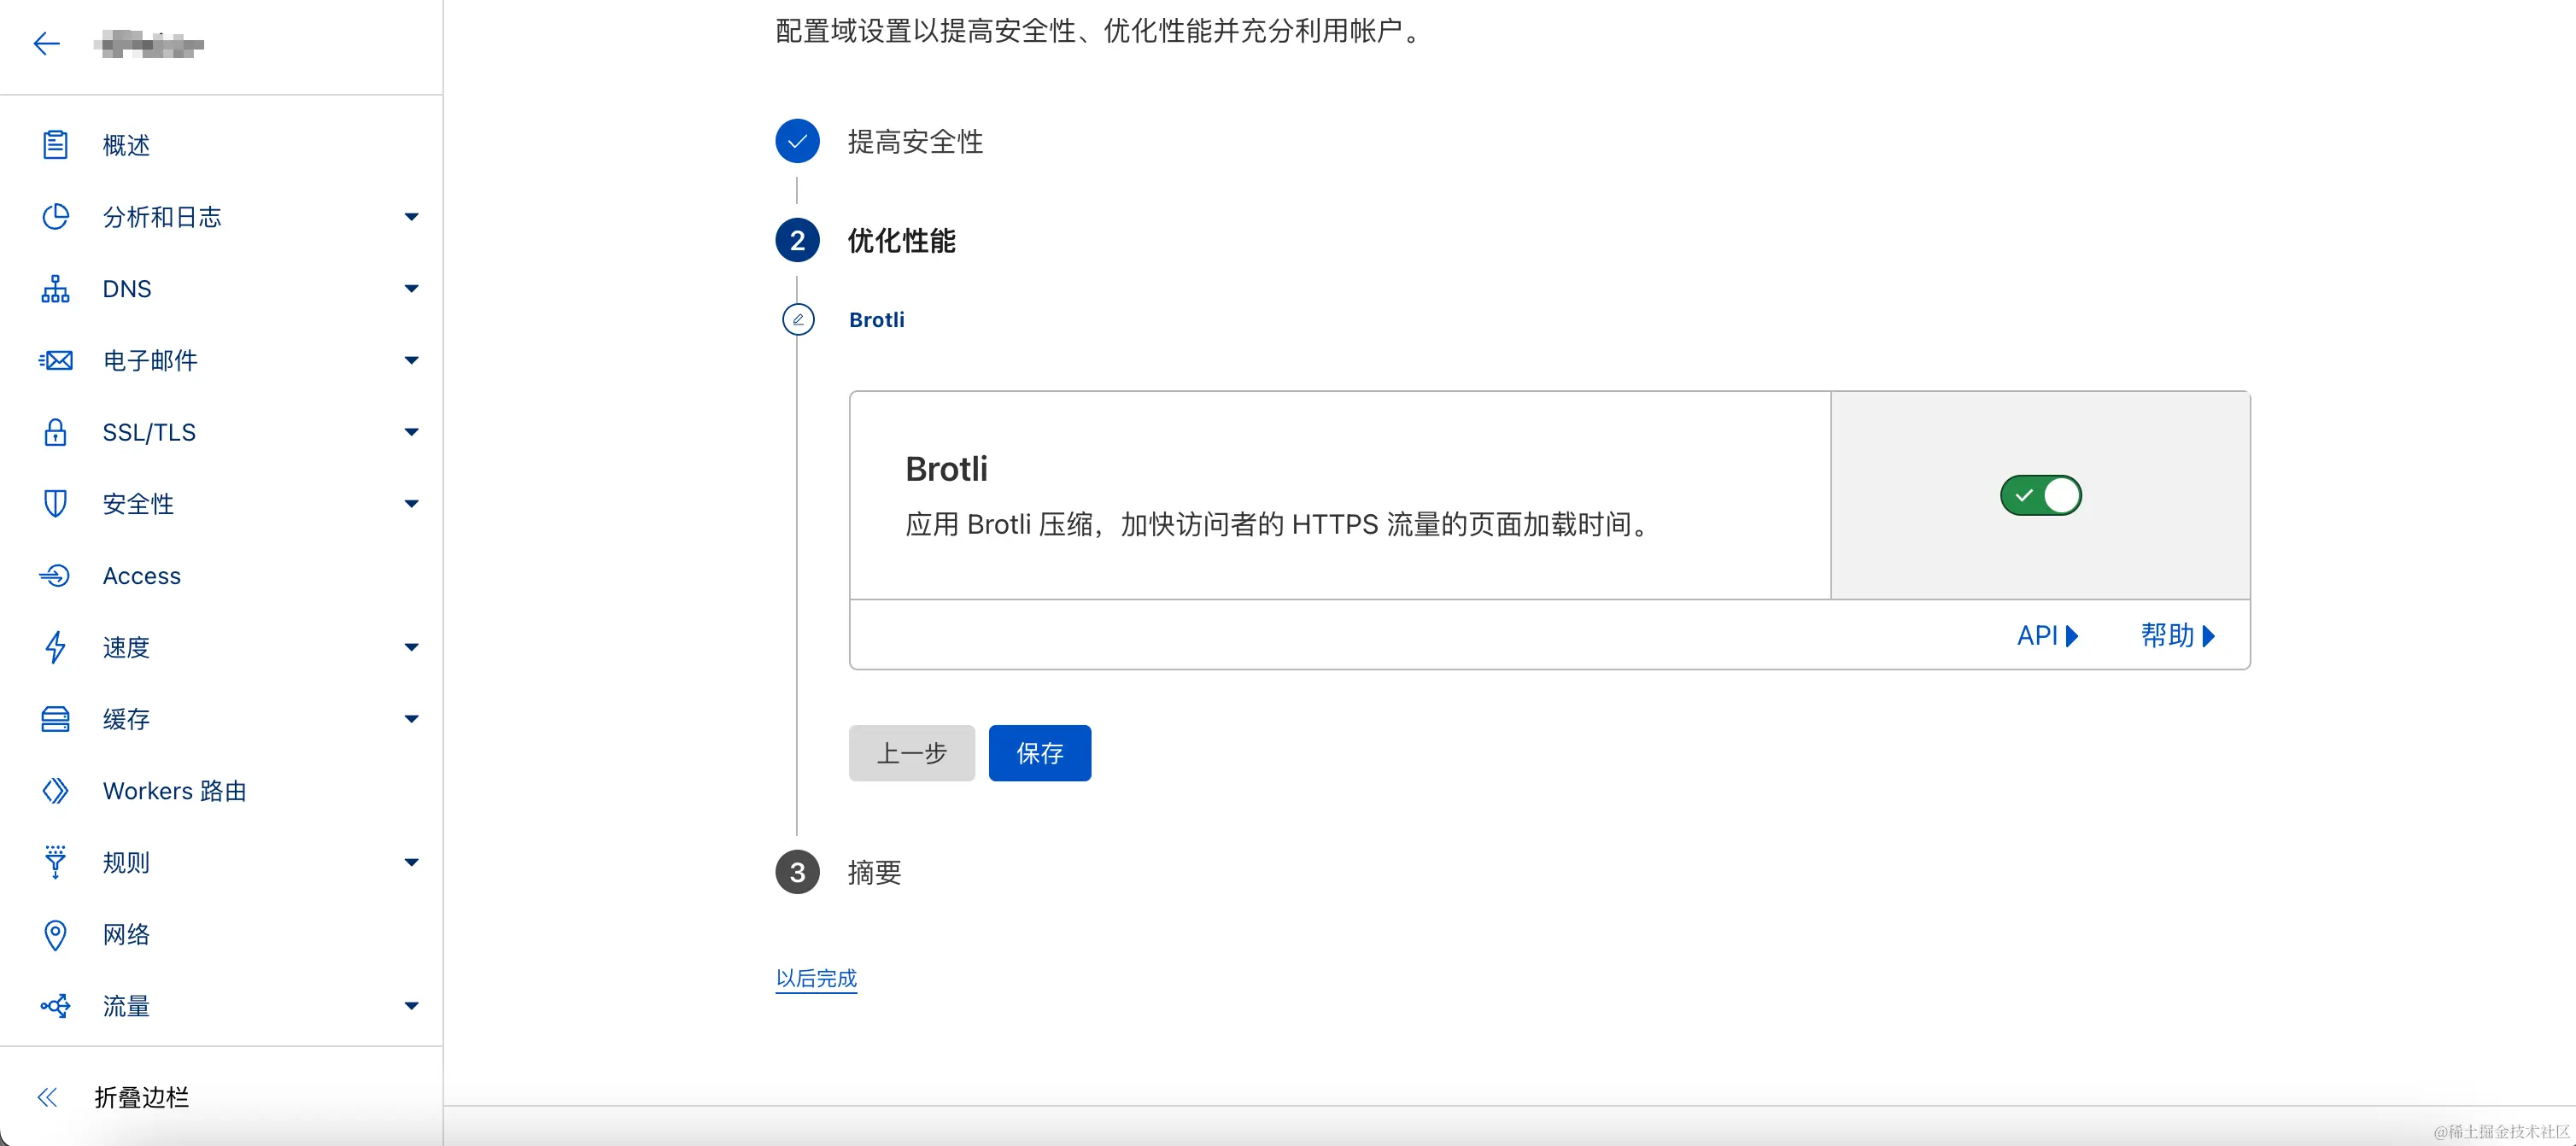 概述
分析和日志
DNS
电子邮件
SSL/TLS
安全性
Access
速度
缓存
Workers 路由
规则
网络
流量
折叠边栏
配置域设置以提高安全性、优化性能并充分利用帐户。
提高安全性
2 优化性能
Brotli
Brotli
应用 Brotli 压缩，加快访问者的 HTTPS 流量的页面加载时间。
API 帮助
上一步 保存
3 摘要
以后完成
@稀土掘金技术社区